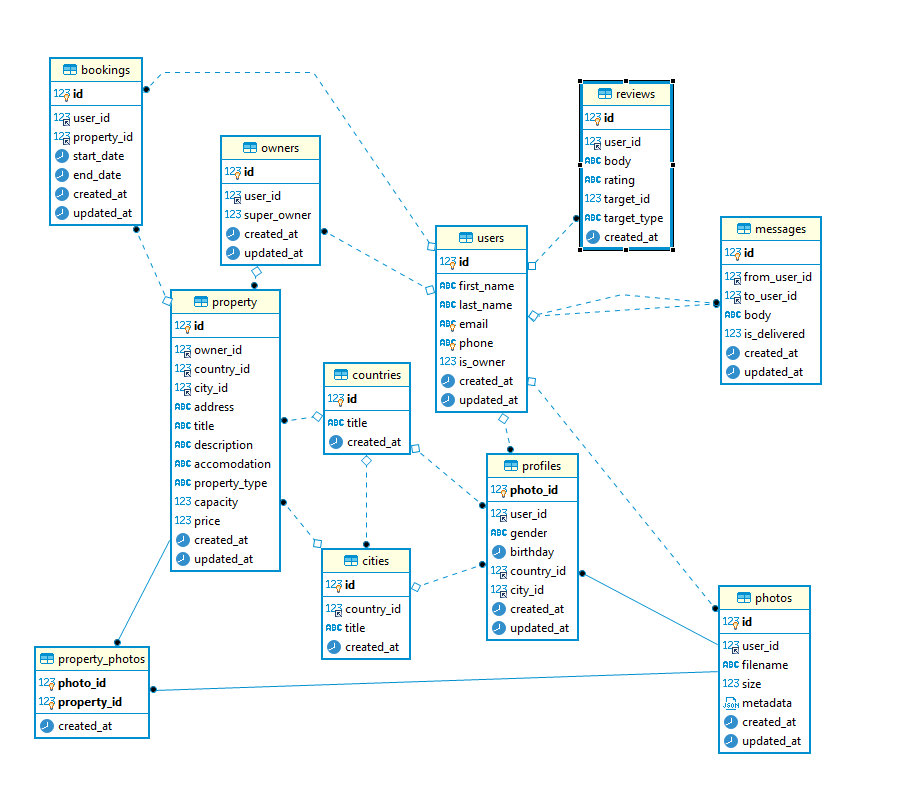 bookings
123 id
123 user_id
123 property_id
start_date
end_date
created_at
updated_at
owners
123 id
123 user_id
123 super_owner
created_at
updated_at
reviews
123 id
123 user_id
ABC body
ABC rating
123 target_id
ABC target_type
created_at
users
123 id
ABC first_name
ABC last_name
ABC email
ABC phone
123 is_owner
created_at
updated_at
messages
123 id
123 from_user_id
123 to_user_id
ABC body
123 is_delivered
created_at
updated_at
property
123 id
123 owner_id
123 country_id
123 city_id
ABC address
ABC title
ABC description
ABC accomodation
ABC property_type
123 capacity
123 price
created_at
updated_at
countries
123 id
ABC title
created_at
profiles
123 photo_id
123 user_id
ABC gender
birthday
123 country_id
123 city_id
created_at
updated_at
cities
123 id
123 country_id
ABC title
created_at
photos
123 id
123 user_id
ABC filename
123 size
JSON metadata
created_at
updated_at
property_photos
123 photo_id
123 property_id
created_at